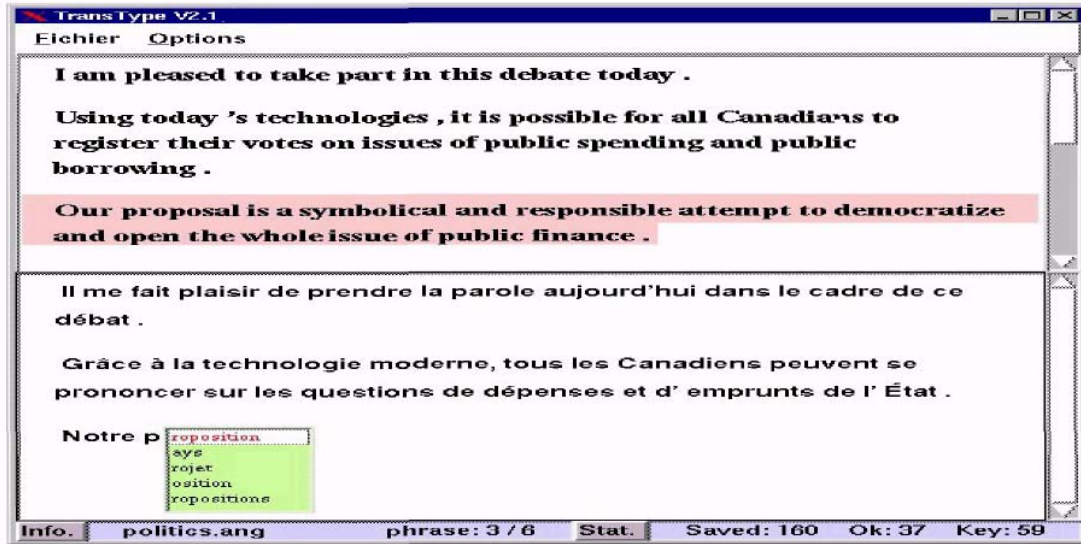 TransType V2.1
Fichier Options
I am pleased to take part in this debate today .
Using today 's technologies , it is possible for all Canadians to
register their votes on issues of public spending and public
borrowing .
Our proposal is a symbolical and responsible attempt to democratize
and open the whole issue of public finance .
Il me fait plaisir de prendre la parole aujourd'hui dans le cadre de ce
débat .
Grâce à la technologie moderne, tous les Canadiens peuvent se
prononcer sur les questions de dépenses et d' emprunts de l' État .
Notre p roposition
ays
rojet
osition
ropositions
Info. politics.ang phrase: 3 / 6 Stat. Saved: 160 Ok: 37 Key: 59